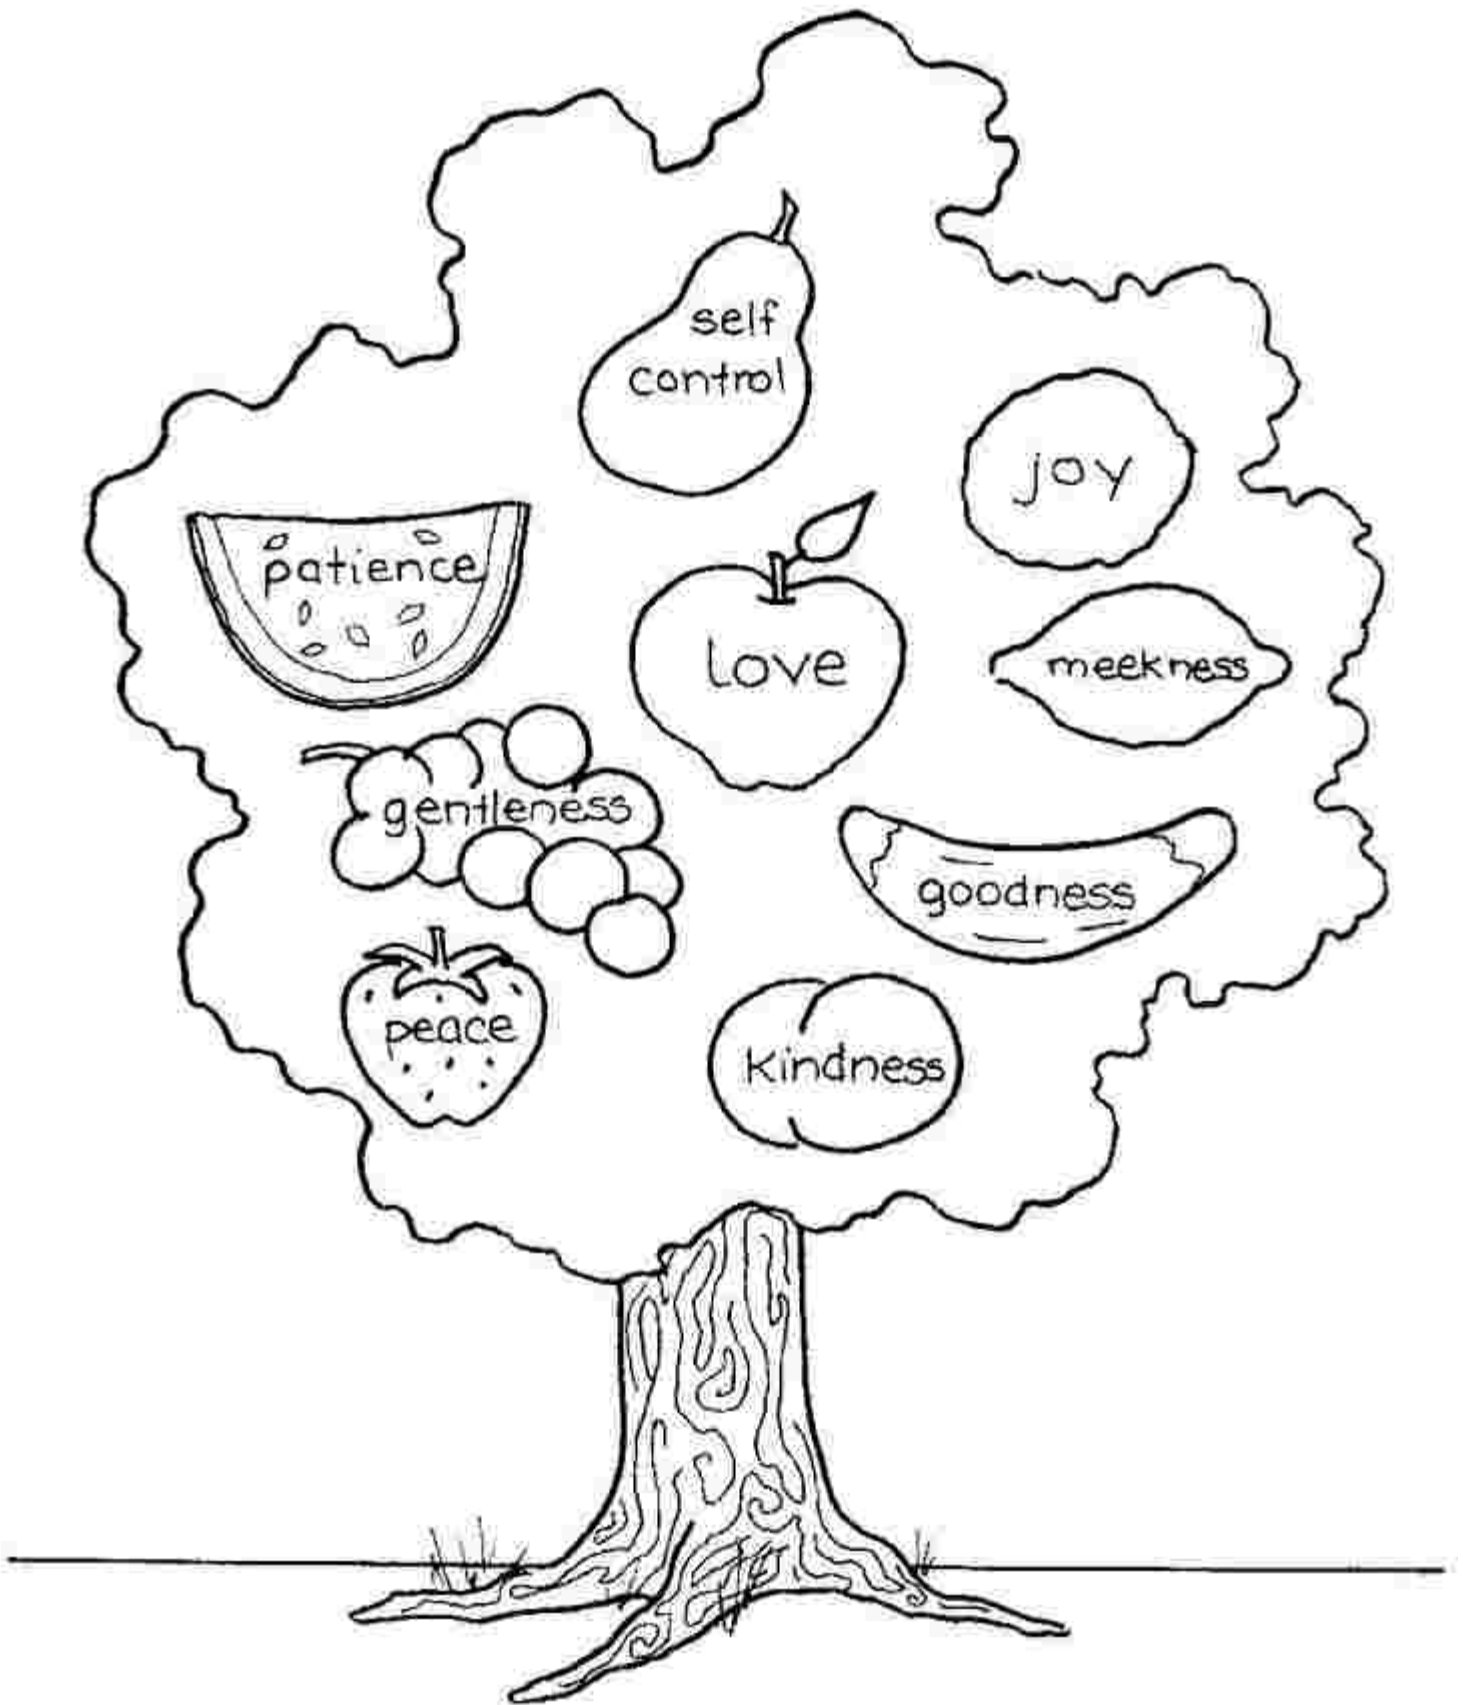 self
control
joy
patience
love
meekness
gentleness
goodness
peace
kindness